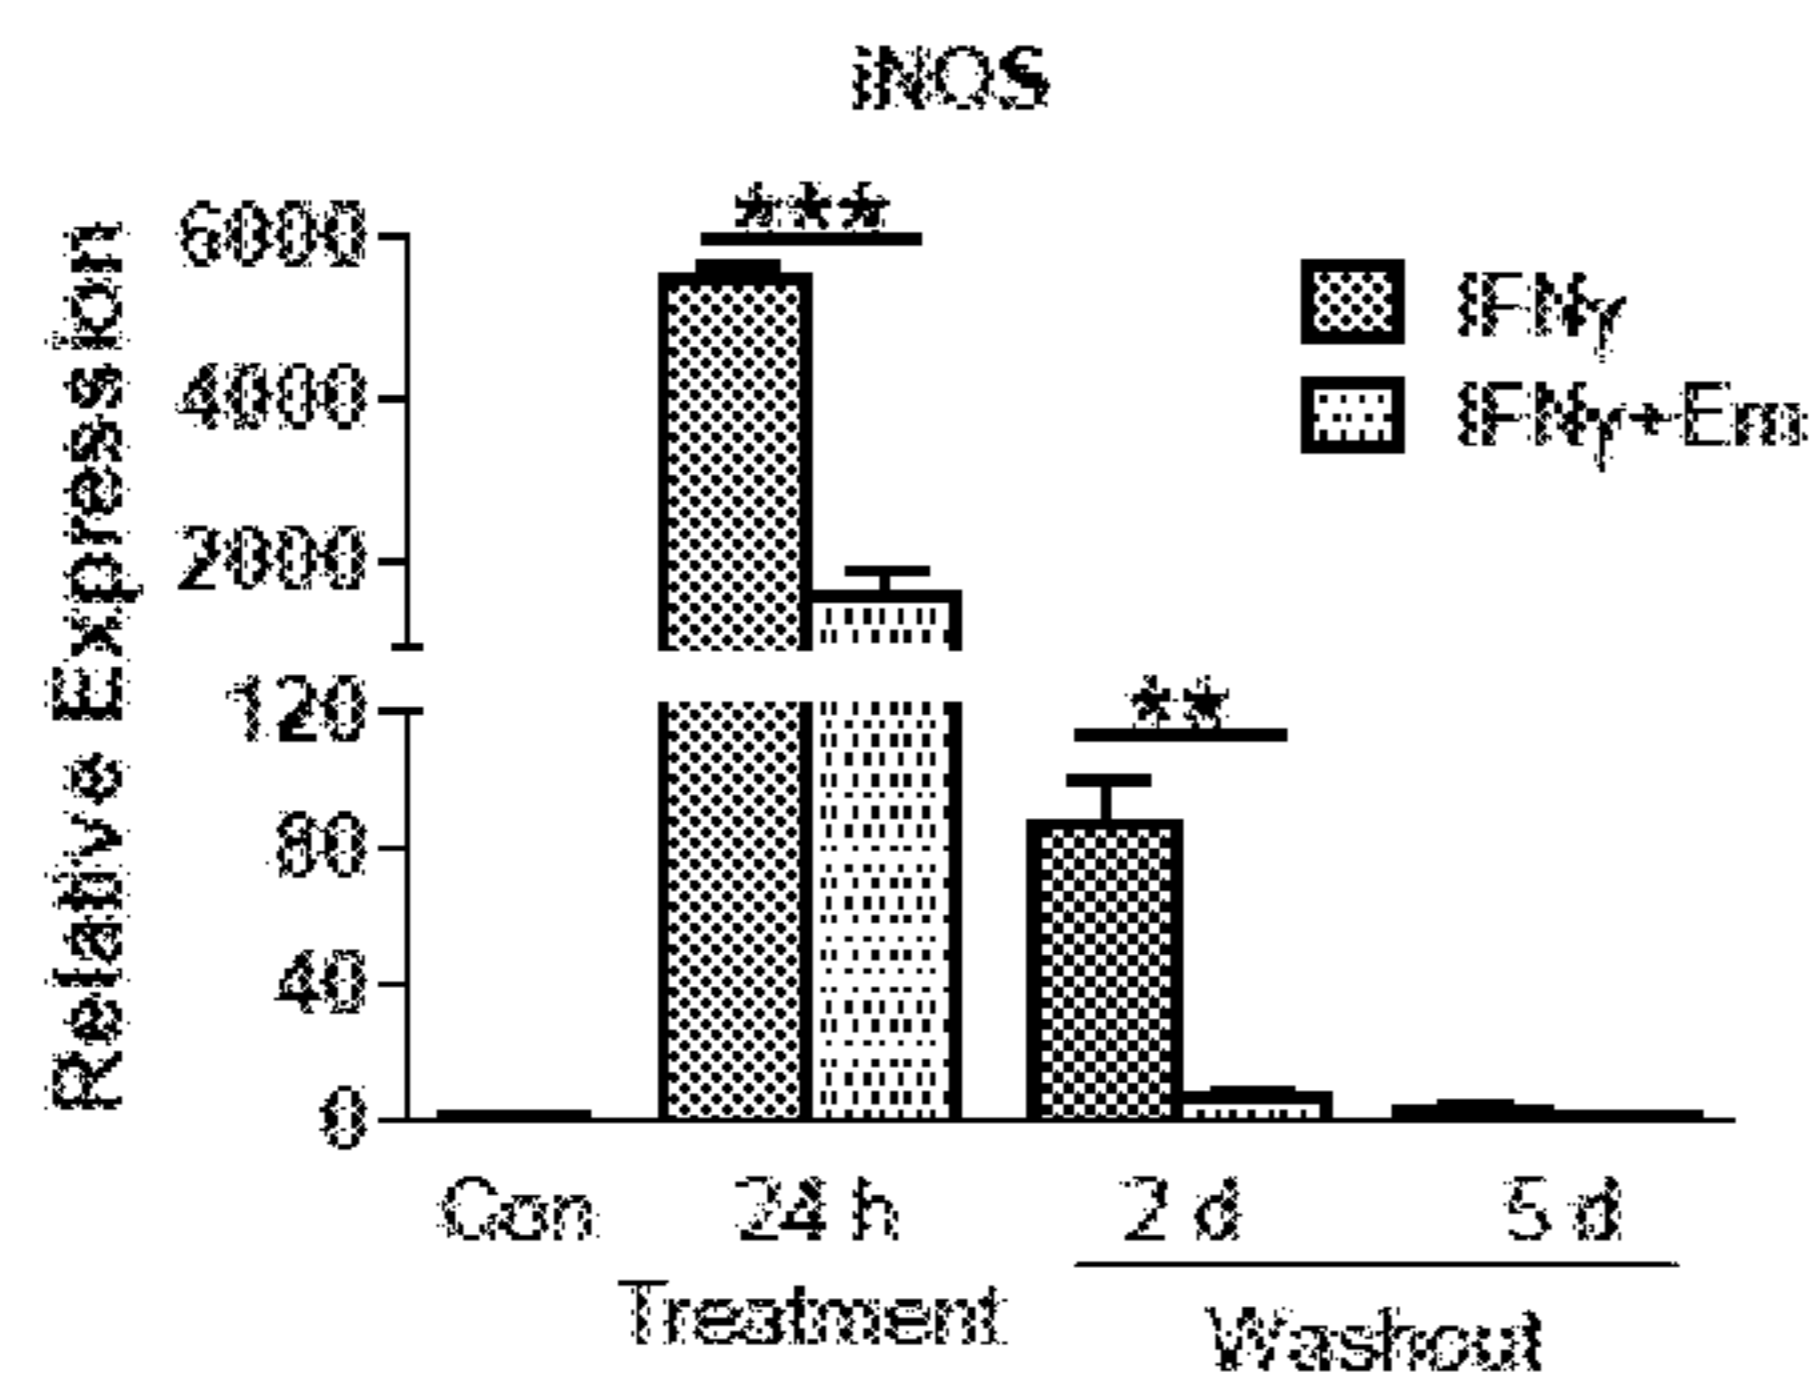 iNOS
Relative Expression
6000
4000
2000
120
80
40
0
***
**
IFNγ
IFNγ+Em
Con
24 h
2 d
5 d
Treatment
Washout